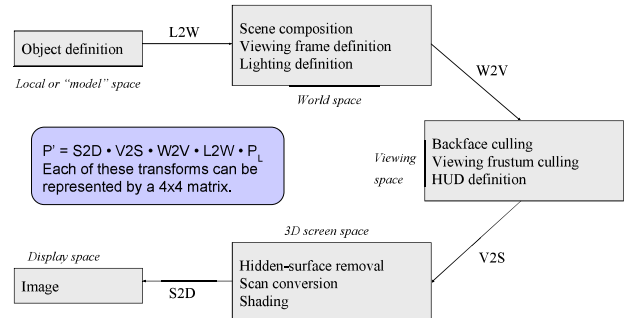 Object definition
Local or “model” space
L2W
Scene composition
Viewing frame definition
Lighting definition
World space
W2V
P’ = S2D • V2S • W2V • L2W • PL
Each of these transforms can be
represented by a 4x4 matrix.
Viewing
space
Backface culling
Viewing frustum culling
HUD definition
V2S
3D screen space
Hidden-surface removal
Scan conversion
Shading
S2D
Display space
Image